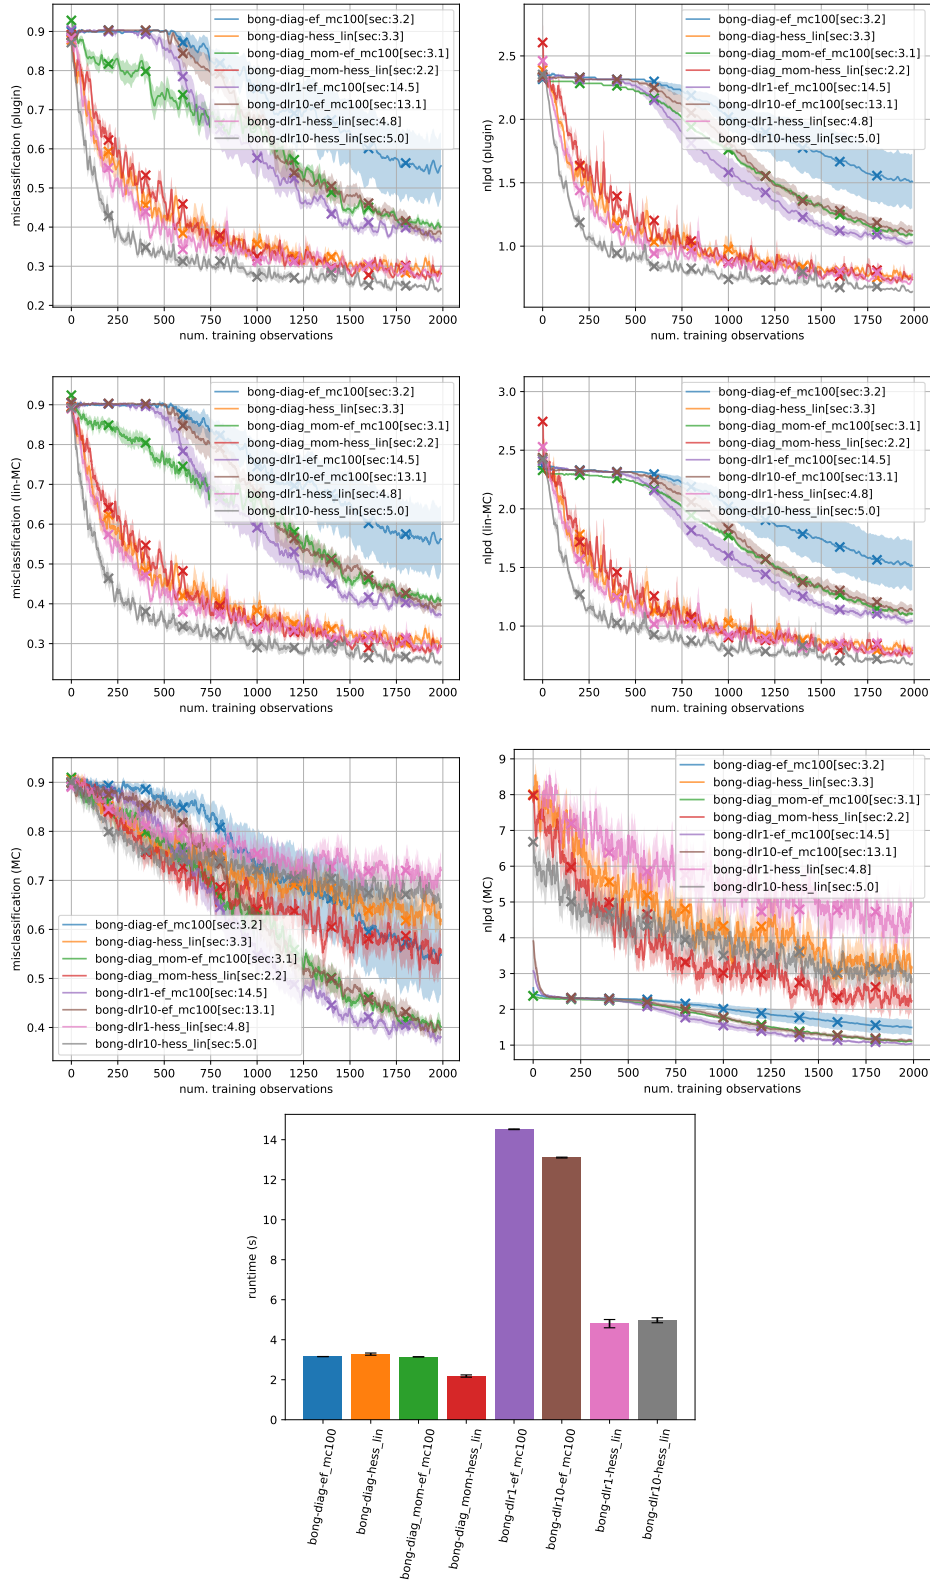 misclassification (plugin)
0.9
0.8
0.7
0.6
0.5
0.4
0.3
0.2
0
250
500
750
1000
1250
1500
1750
2000
num. training observations
bong-diag-ef_mc100[sec:3.2]
bong-diag-hess_lin[sec:3.3]
bong-diag_mom-ef_mc100[sec:3.1]
bong-diag_mom-hess_lin[sec:2.2]
bong-dlr1-ef_mc100[sec:14.5]
bong-dlr10-ef_mc100[sec:13.1]
bong-dlr1-hess_lin[sec:4.8]
bong-dlr10-hess_lin[sec:5.0]
nlpd (plugin)
2.5
2.0
1.5
1.0
0
250
500
750
1000
1250
1500
1750
2000
num. training observations
bong-diag-ef_mc100[sec:3.2]
bong-diag-hess_lin[sec:3.3]
bong-diag_mom-ef_mc100[sec:3.1]
bong-diag_mom-hess_lin[sec:2.2]
bong-dlr1-ef_mc100[sec:14.5]
bong-dlr10-ef_mc100[sec:13.1]
bong-dlr1-hess_lin[sec:4.8]
bong-dlr10-hess_lin[sec:5.0]
misclassification (lin-MC)
0.9
0.8
0.7
0.6
0.5
0.4
0.3
0
250
500
750
1000
1250
1500
1750
2000
num. training observations
bong-diag-ef_mc100[sec:3.2]
bong-diag-hess_lin[sec:3.3]
bong-diag_mom-ef_mc100[sec:3.1]
bong-diag_mom-hess_lin[sec:2.2]
bong-dlr1-ef_mc100[sec:14.5]
bong-dlr10-ef_mc100[sec:13.1]
bong-dlr1-hess_lin[sec:4.8]
bong-dlr10-hess_lin[sec:5.0]
nlpd (lin-MC)
3.0
2.5
2.0
1.5
1.0
0
250
500
750
1000
1250
1500
1750
2000
num. training observations
bong-diag-ef_mc100[sec:3.2]
bong-diag-hess_lin[sec:3.3]
bong-diag_mom-ef_mc100[sec:3.1]
bong-diag_mom-hess_lin[sec:2.2]
bong-dlr1-ef_mc100[sec:14.5]
bong-dlr10-ef_mc100[sec:13.1]
bong-dlr1-hess_lin[sec:4.8]
bong-dlr10-hess_lin[sec:5.0]
misclassification (MC)
0.9
0.8
0.7
0.6
0.5
0.4
0
250
500
750
1000
1250
1500
1750
2000
num. training observations
bong-diag-ef_mc100[sec:3.2]
bong-diag-hess_lin[sec:3.3]
bong-diag_mom-ef_mc100[sec:3.1]
bong-diag_mom-hess_lin[sec:2.2]
bong-dlr1-ef_mc100[sec:14.5]
bong-dlr10-ef_mc100[sec:13.1]
bong-dlr1-hess_lin[sec:4.8]
bong-dlr10-hess_lin[sec:5.0]
nlpd (MC)
9
8
7
6
5
4
3
2
1
0
250
500
750
1000
1250
1500
1750
2000
num. training observations
bong-diag-ef_mc100[sec:3.2]
bong-diag-hess_lin[sec:3.3]
bong-diag_mom-ef_mc100[sec:3.1]
bong-diag_mom-hess_lin[sec:2.2]
bong-dlr1-ef_mc100[sec:14.5]
bong-dlr10-ef_mc100[sec:13.1]
bong-dlr1-hess_lin[sec:4.8]
bong-dlr10-hess_lin[sec:5.0]
runtime (s)
14
12
10
8
6
4
2
0
bong-diag-ef_mc100
bong-diag-hess_lin
bong-diag_mom-ef_mc100
bong-diag_mom-hess_lin
bong-dlr1-ef_mc100
bong-dlr10-ef_mc100
bong-dlr1-hess_lin
bong-dlr10-hess_lin